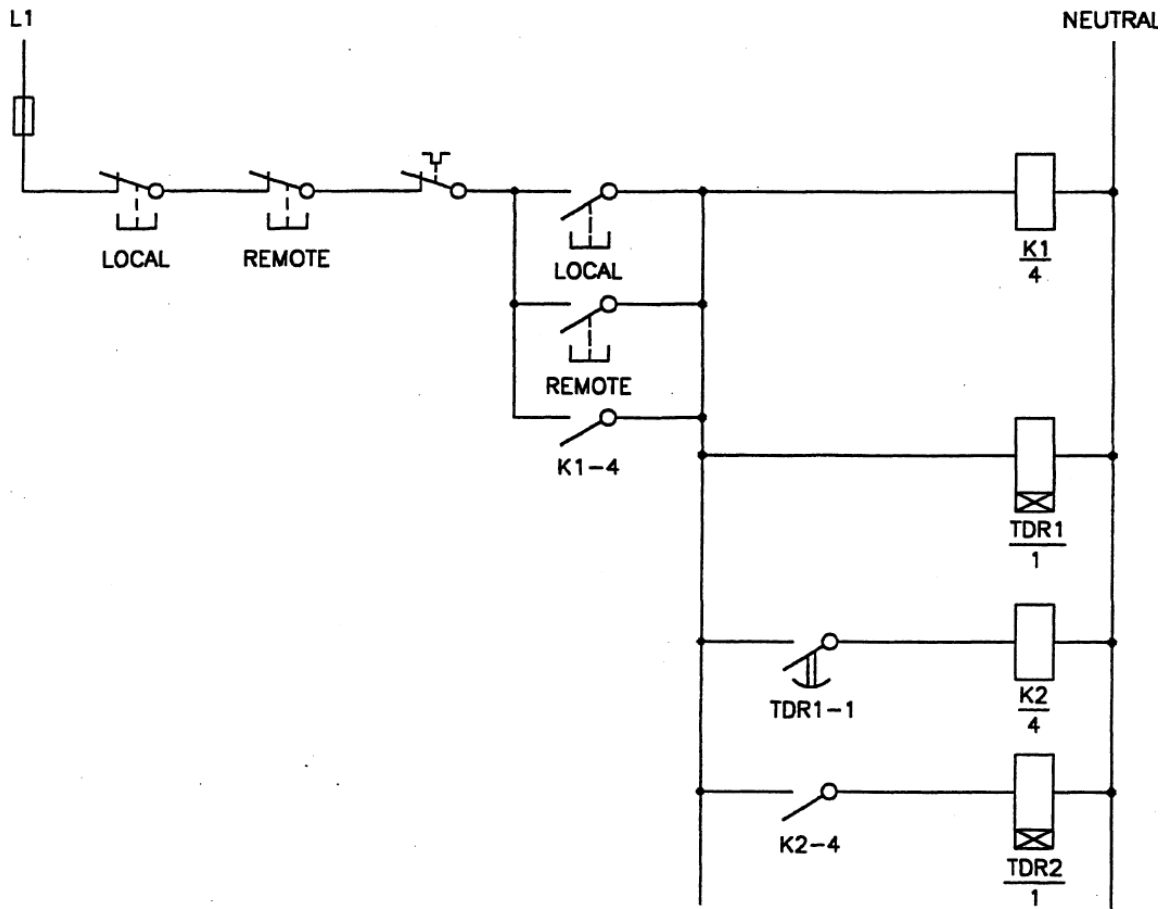 L1
NEUTRAL
LOCAL
REMOTE
LOCAL
K1
4
REMOTE
K1-4
TDR1
1
TDR1-1
K2
4
K2-4
TDR2
1